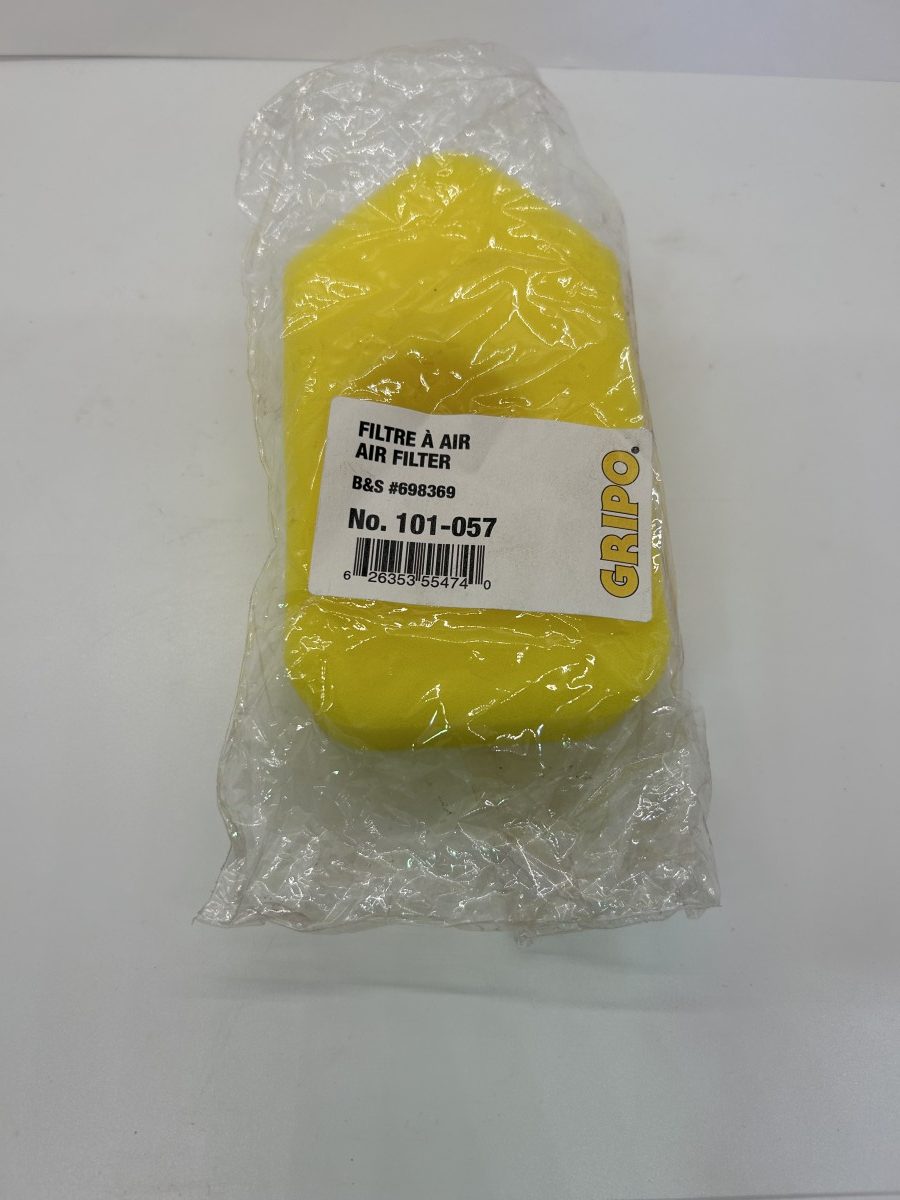 FILTRE À AIR
AIR FILTER
B&S #698369
No. 101-057
6 26353 55474 0
GRIPO®